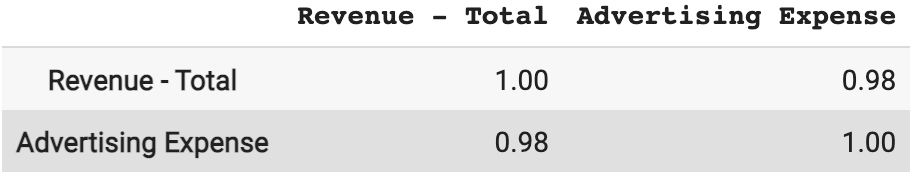 Revenue - Total Advertising Expense
Revenue - Total 1.00 0.98
Advertising Expense 0.98 1.00